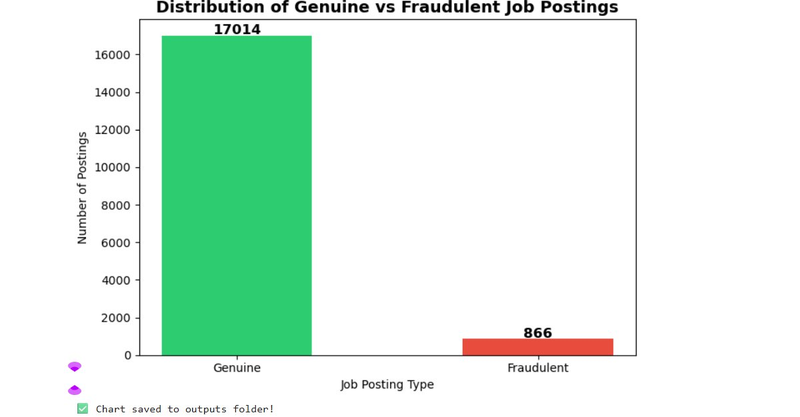 Distribution of Genuine vs Fraudulent Job Postings
17014
16000
14000
12000
10000
8000
6000
4000
2000
0
Number of Postings
866
Genuine
Fraudulent
Job Posting Type
✅ Chart saved to outputs folder!